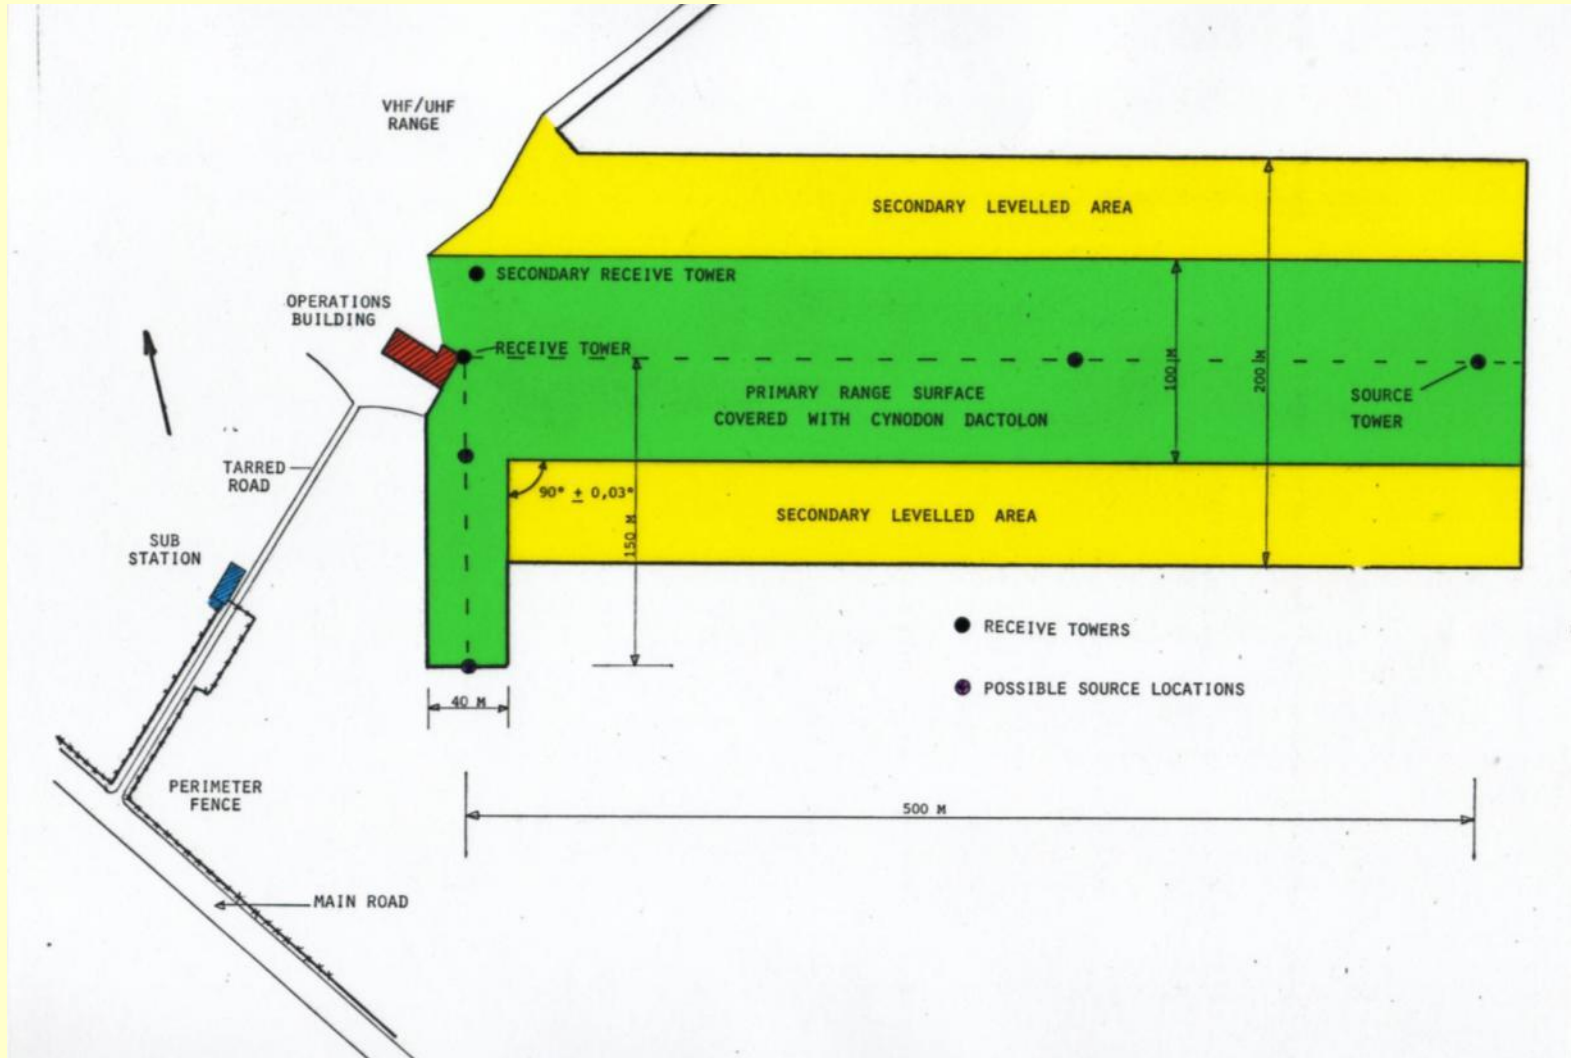 VHF/UHF
RANGE
SECONDARY LEVELLED AREA
SECONDARY RECEIVE TOWER
OPERATIONS
BUILDING
RECEIVE TOWER
100 M
200 M
PRIMARY RANGE SURFACE
COVERED WITH CYNODON DACTOLON
SOURCE
TOWER
TARRED
ROAD
90° ± 0,03°
SECONDARY LEVELLED AREA
150 M
SUB
STATION
RECEIVE TOWERS
POSSIBLE SOURCE LOCATIONS
40 M
PERIMETER
FENCE
500 M
MAIN ROAD